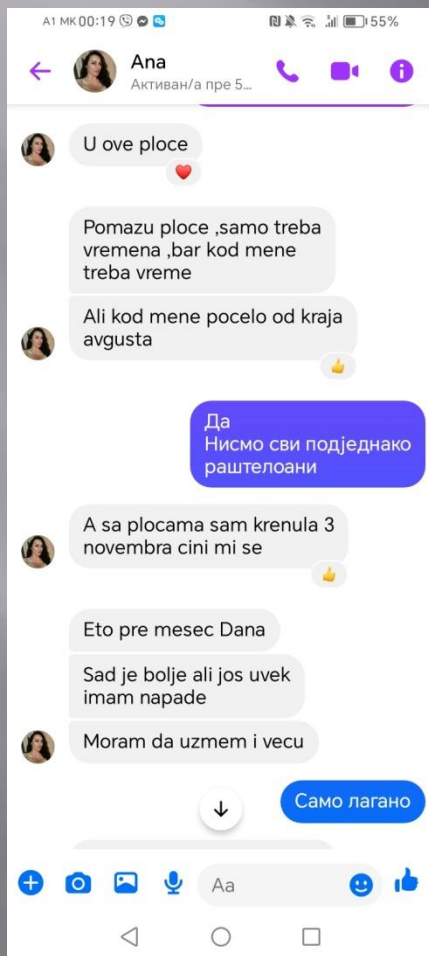 A1 MK 00:19
55%
Ana
Активан/а пре 5...
U ove ploce
Pomazu ploce ,samo treba
vremena ,bar kod mene
treba vreme
Ali kod mene pocelo od kraja
avgusta
Да
Нисмо сви подједнако
раштелоани
A sa plocama sam krenula 3
novembra cini mi se
Eto pre mesec Dana
Sad je bolje ali jos uvek
imam napade
Moram da uzmem i vecu
Само лагано
Aa